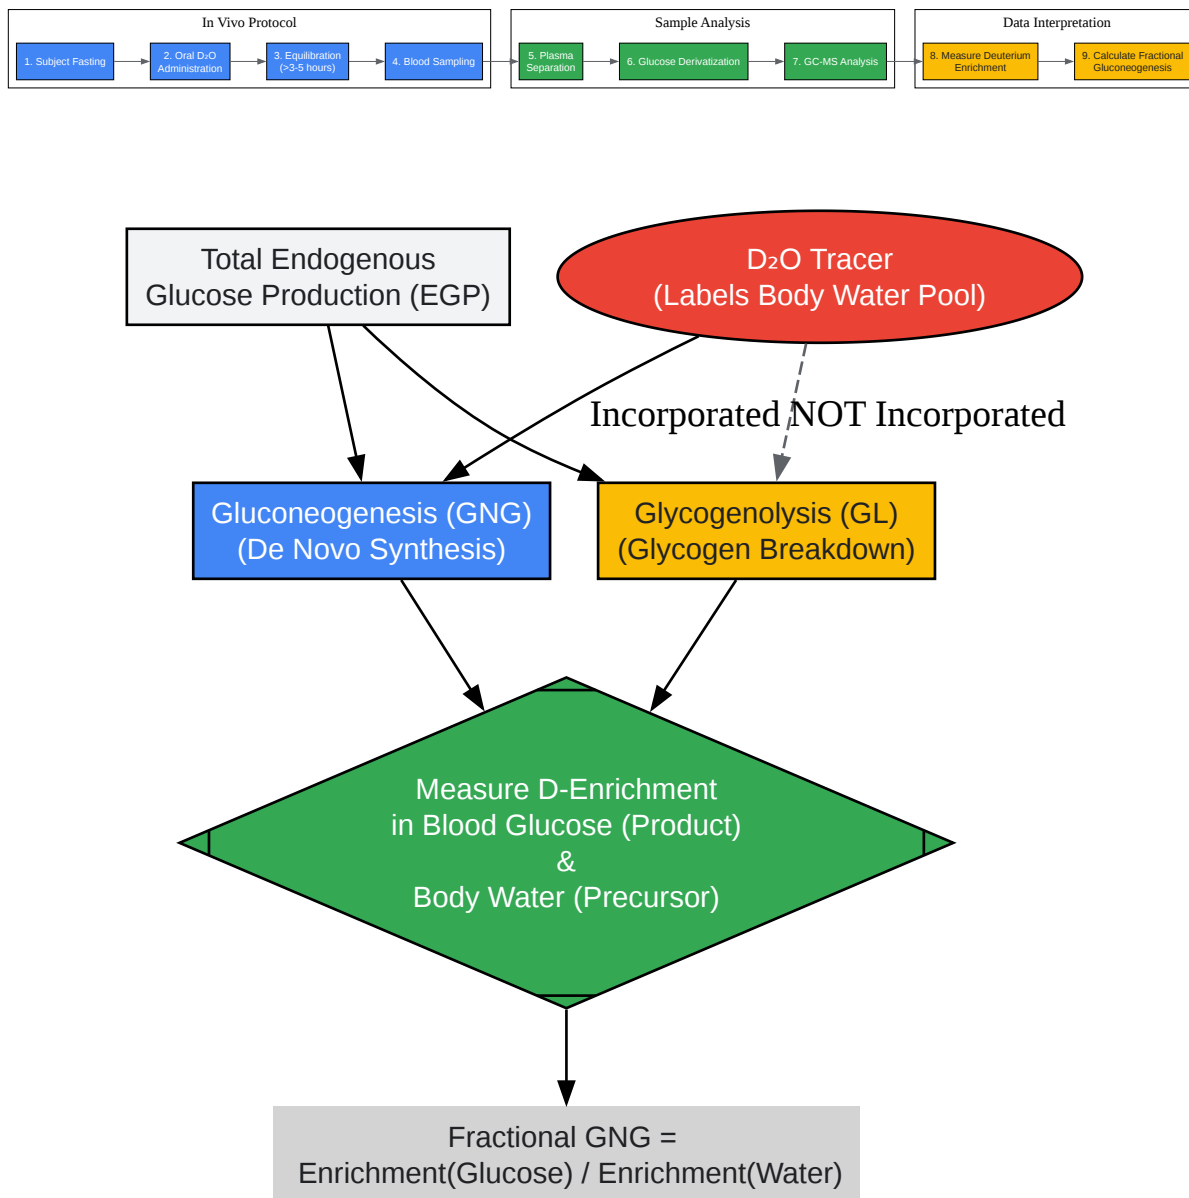 In Vivo Protocol
Sample Analysis
Data Interpretation
1. Subject Fasting
2. Oral D₂O
Administration
3. Equilibration
(>3-5 hours)
4. Blood Sampling
5. Plasma
Separation
6. Glucose Derivatization
7. GC-MS Analysis
8. Measure Deuterium
Enrichment
9. Calculate Fractional
Gluconeogenesis
Total Endogenous
Glucose Production (EGP)
D₂O Tracer
(Labels Body Water Pool)
Incorporated
NOT Incorporated
Gluconeogenesis (GNG)
(De Novo Synthesis)
Glycogenolysis (GL)
(Glycogen Breakdown)
Measure D-Enrichment
in Blood Glucose (Product)
&
Body Water (Precursor)
Fractional GNG =
Enrichment(Glucose) / Enrichment(Water)